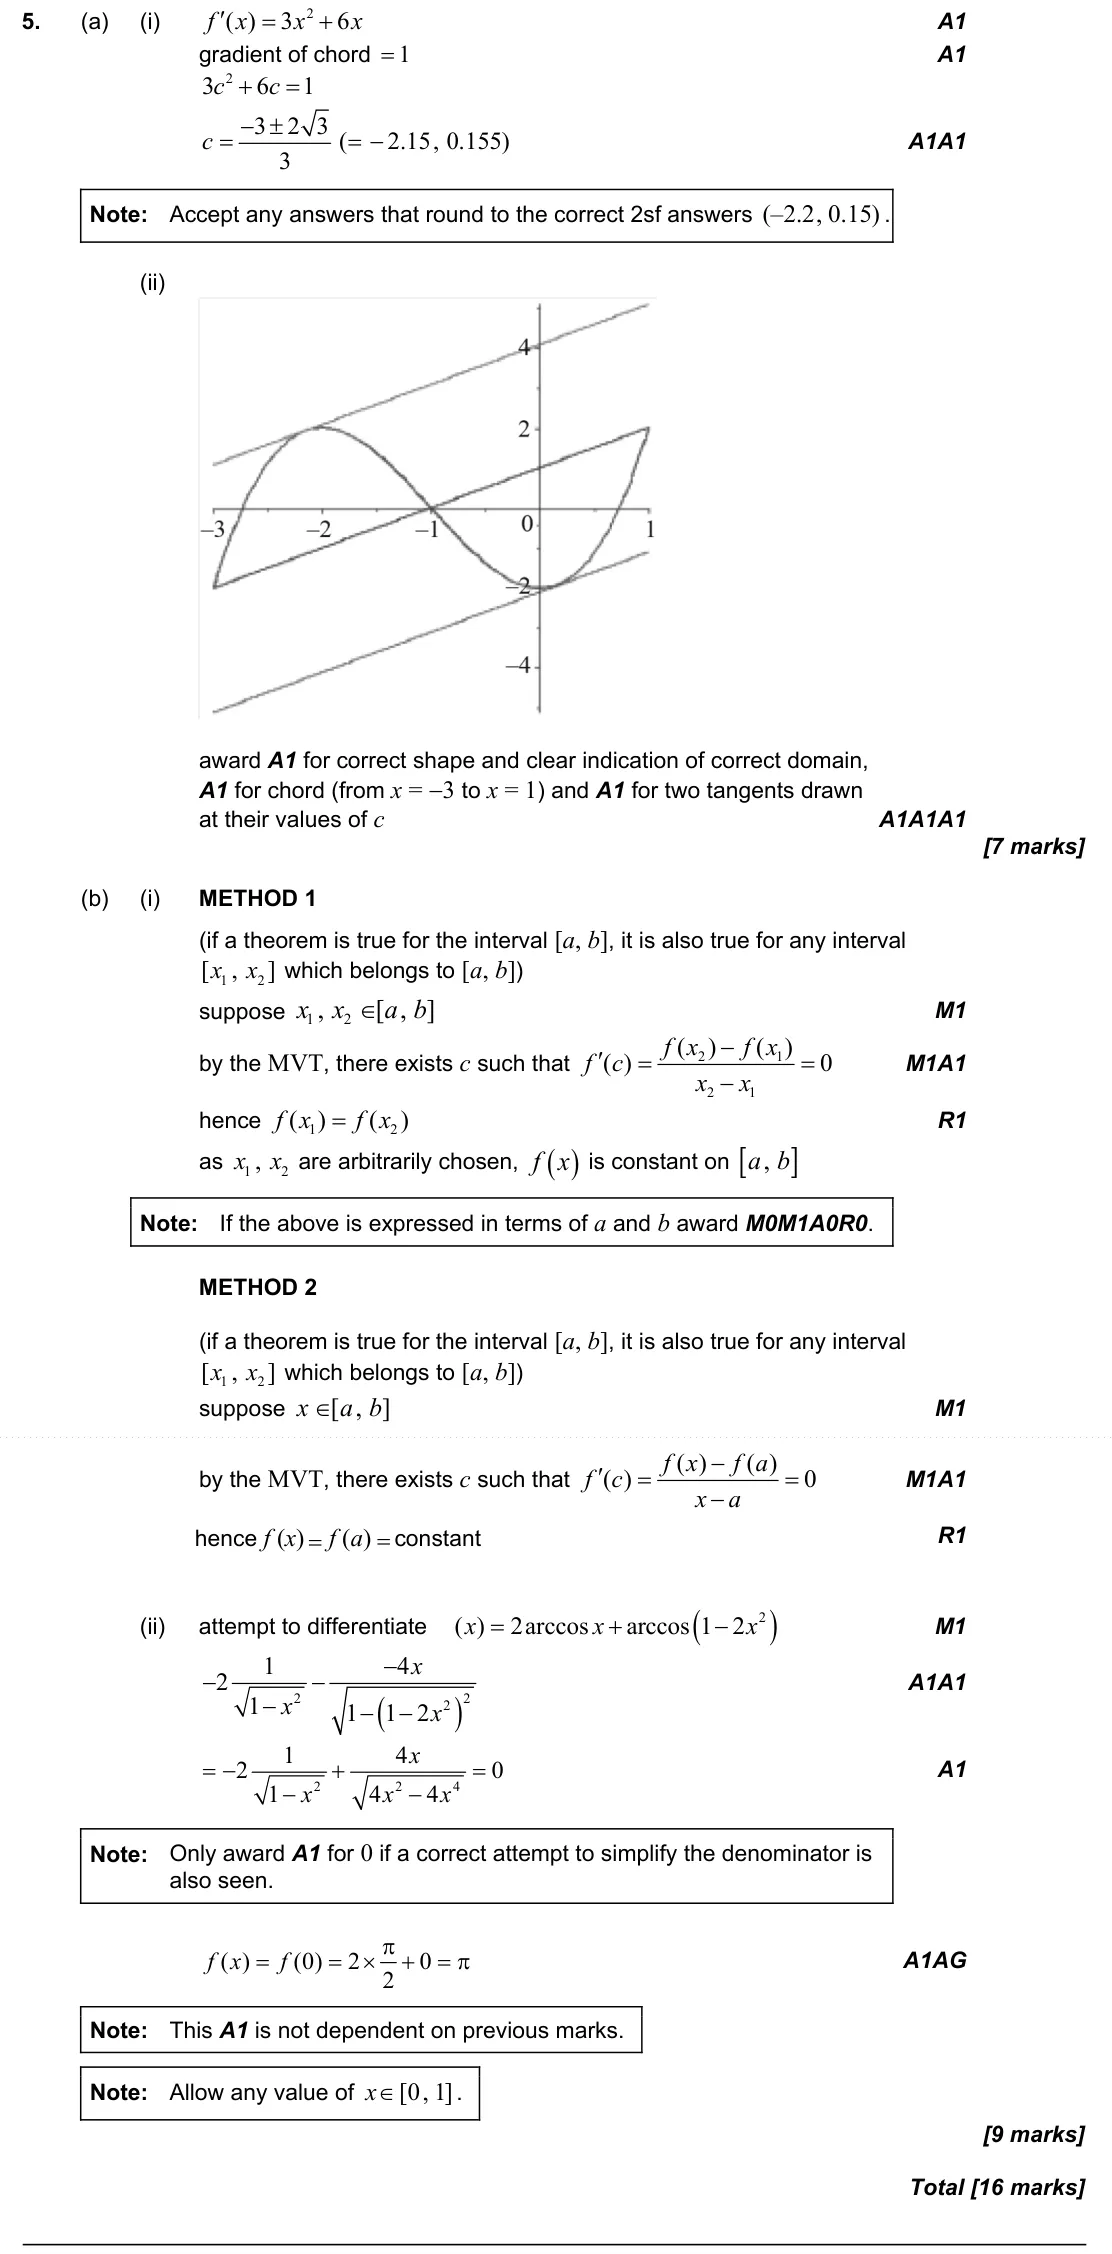 5. (a) (i) f′(x) = 3x² + 6x A1
gradient of chord = 1 A1
3c² + 6c = 1
c = (−3 ± 2√3)/3 (= −2.15, 0.155) A1A1
Note: Accept any answers that round to the correct 2sf answers (–2.2, 0.15).
(ii)
4
2
–3 –2 –1 0 1
–2
–4
award A1 for correct shape and clear indication of correct domain,
A1 for chord (from x = –3 to x = 1) and A1 for two tangents drawn
at their values of c A1A1A1
[7 marks]
(b) (i) METHOD 1
(if a theorem is true for the interval [a, b], it is also true for any interval
[x₁, x₂] which belongs to [a, b])
suppose x₁, x₂ ∈[a, b] M1
by the MVT, there exists c such that f′(c) = (f(x₂) − f(x₁))/(x₂ − x₁) = 0 M1A1
hence f(x₁) = f(x₂) R1
as x₁, x₂ are arbitrarily chosen, f(x) is constant on [a, b]
Note: If the above is expressed in terms of a and b award M0M1A0R0.
METHOD 2
(if a theorem is true for the interval [a, b], it is also true for any interval
[x₁, x₂] which belongs to [a, b])
suppose x ∈[a, b] M1
by the MVT, there exists c such that f′(c) = (f(x) − f(a))/(x − a) = 0 M1A1
hence f(x) = f(a) = constant R1
(ii) attempt to differentiate (x) = 2arccos x + arccos(1 − 2x²) M1
−2 1/√(1 − x²) − (−4x)/√(1 − (1 − 2x²)²) A1A1
= −2 1/√(1 − x²) + 4x/√(4x² − 4x⁴) = 0 A1
Note: Only award A1 for 0 if a correct attempt to simplify the denominator is
also seen.
f(x) = f(0) = 2 × π/2 + 0 = π A1AG
Note: This A1 is not dependent on previous marks.
Note: Allow any value of x ∈ [0, 1].
[9 marks]
Total [16 marks]